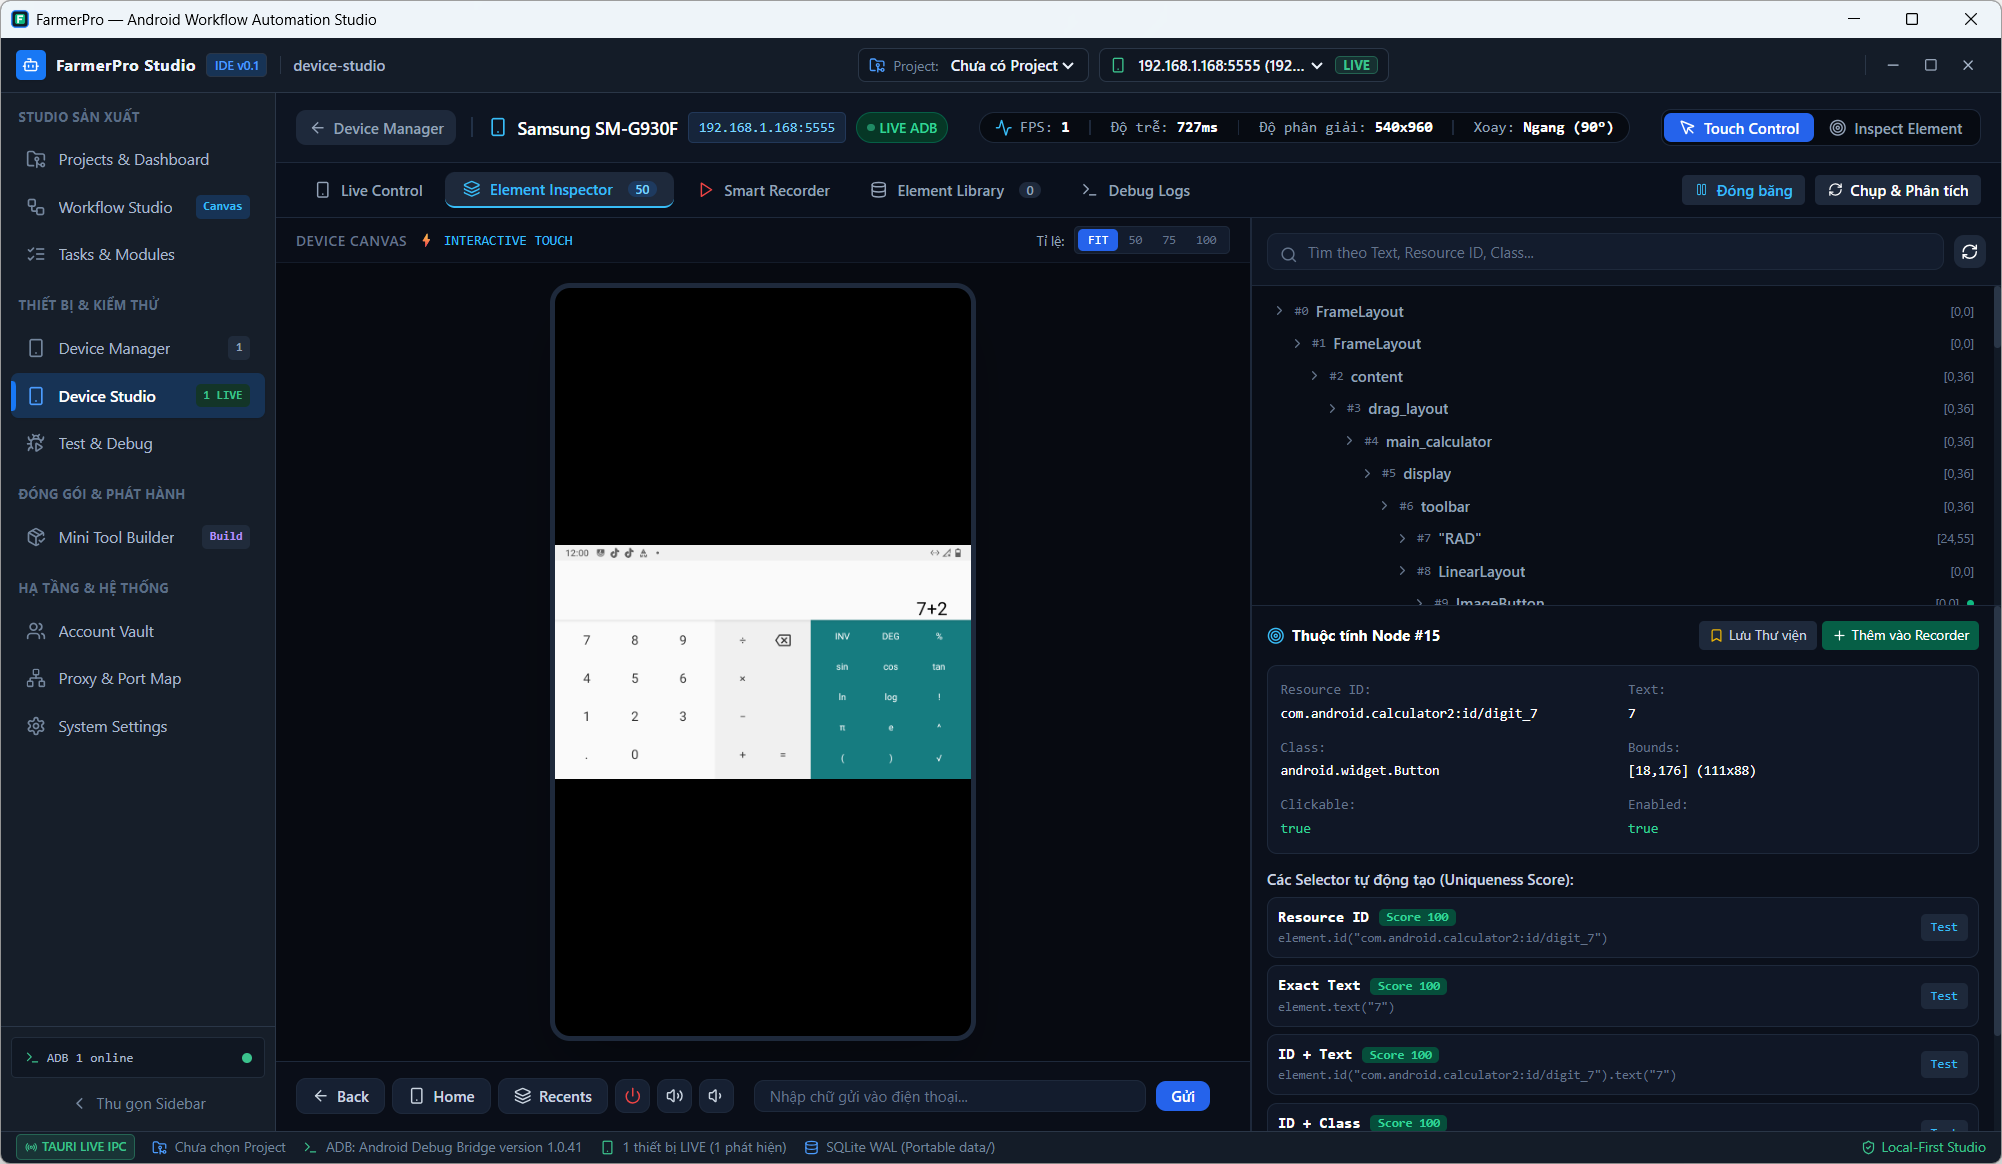 FarmerPro — Android Workflow Automation Studio
FarmerPro Studio IDE v0.1 device-studio
Project: Chưa có Project
192.168.1.168:5555 (192... LIVE
STUDIO SẢN XUẤT
Projects & Dashboard
Workflow Studio Canvas
Tasks & Modules
THIẾT BỊ & KIỂM THỬ
Device Manager 1
Device Studio 1 LIVE
Test & Debug
ĐÓNG GÓI & PHÁT HÀNH
Mini Tool Builder Build
HẠ TẦNG & HỆ THỐNG
Account Vault
Proxy & Port Map
System Settings
ADB 1 online
Thu gọn Sidebar
Device Manager
Samsung SM-G930F 192.168.1.168:5555 LIVE ADB
FPS: 1 Độ trễ: 727ms Độ phân giải: 540x960 Xoay: Ngang (90º)
Touch Control Inspect Element
Live Control Element Inspector 50 Smart Recorder Element Library 0 Debug Logs
Đóng băng Chụp & Phân tích
DEVICE CANVAS INTERACTIVE TOUCH
Tỉ lệ: FIT 50 75 100
12:00
7+2
7 8 9 ÷ INV DEG %
4 5 6 × sin cos tan
1 2 3 − ln log !
π e ^
. 0 + = ( ) √
Back Home Recents
Nhập chữ gửi vào điện thoại...
Gửi
Tìm theo Text, Resource ID, Class...
#0 FrameLayout [0,0]
#1 FrameLayout [0,0]
#2 content [0,36]
#3 drag_layout [0,36]
#4 main_calculator [0,36]
#5 display [0,36]
#6 toolbar [0,36]
#7 "RAD" [24,55]
#8 LinearLayout [0,0]
#9 ImageButton [0,0]
Thuộc tính Node #15
Lưu Thư viện + Thêm vào Recorder
Resource ID: Text:
com.android.calculator2:id/digit_7 7
Class: Bounds:
android.widget.Button [18,176] (111x88)
Clickable: Enabled:
true true
Các Selector tự động tạo (Uniqueness Score):
Resource ID Score 100
element.id("com.android.calculator2:id/digit_7")
Test
Exact Text Score 100
element.text("7")
Test
ID + Text Score 100
element.id("com.android.calculator2:id/digit_7").text("7")
Test
ID + Class Score 100
TAURI LIVE IPC Chưa chọn Project ADB: Android Debug Bridge version 1.0.41 1 thiết bị LIVE (1 phát hiện) SQLite WAL (Portable data/) Local-First Studio